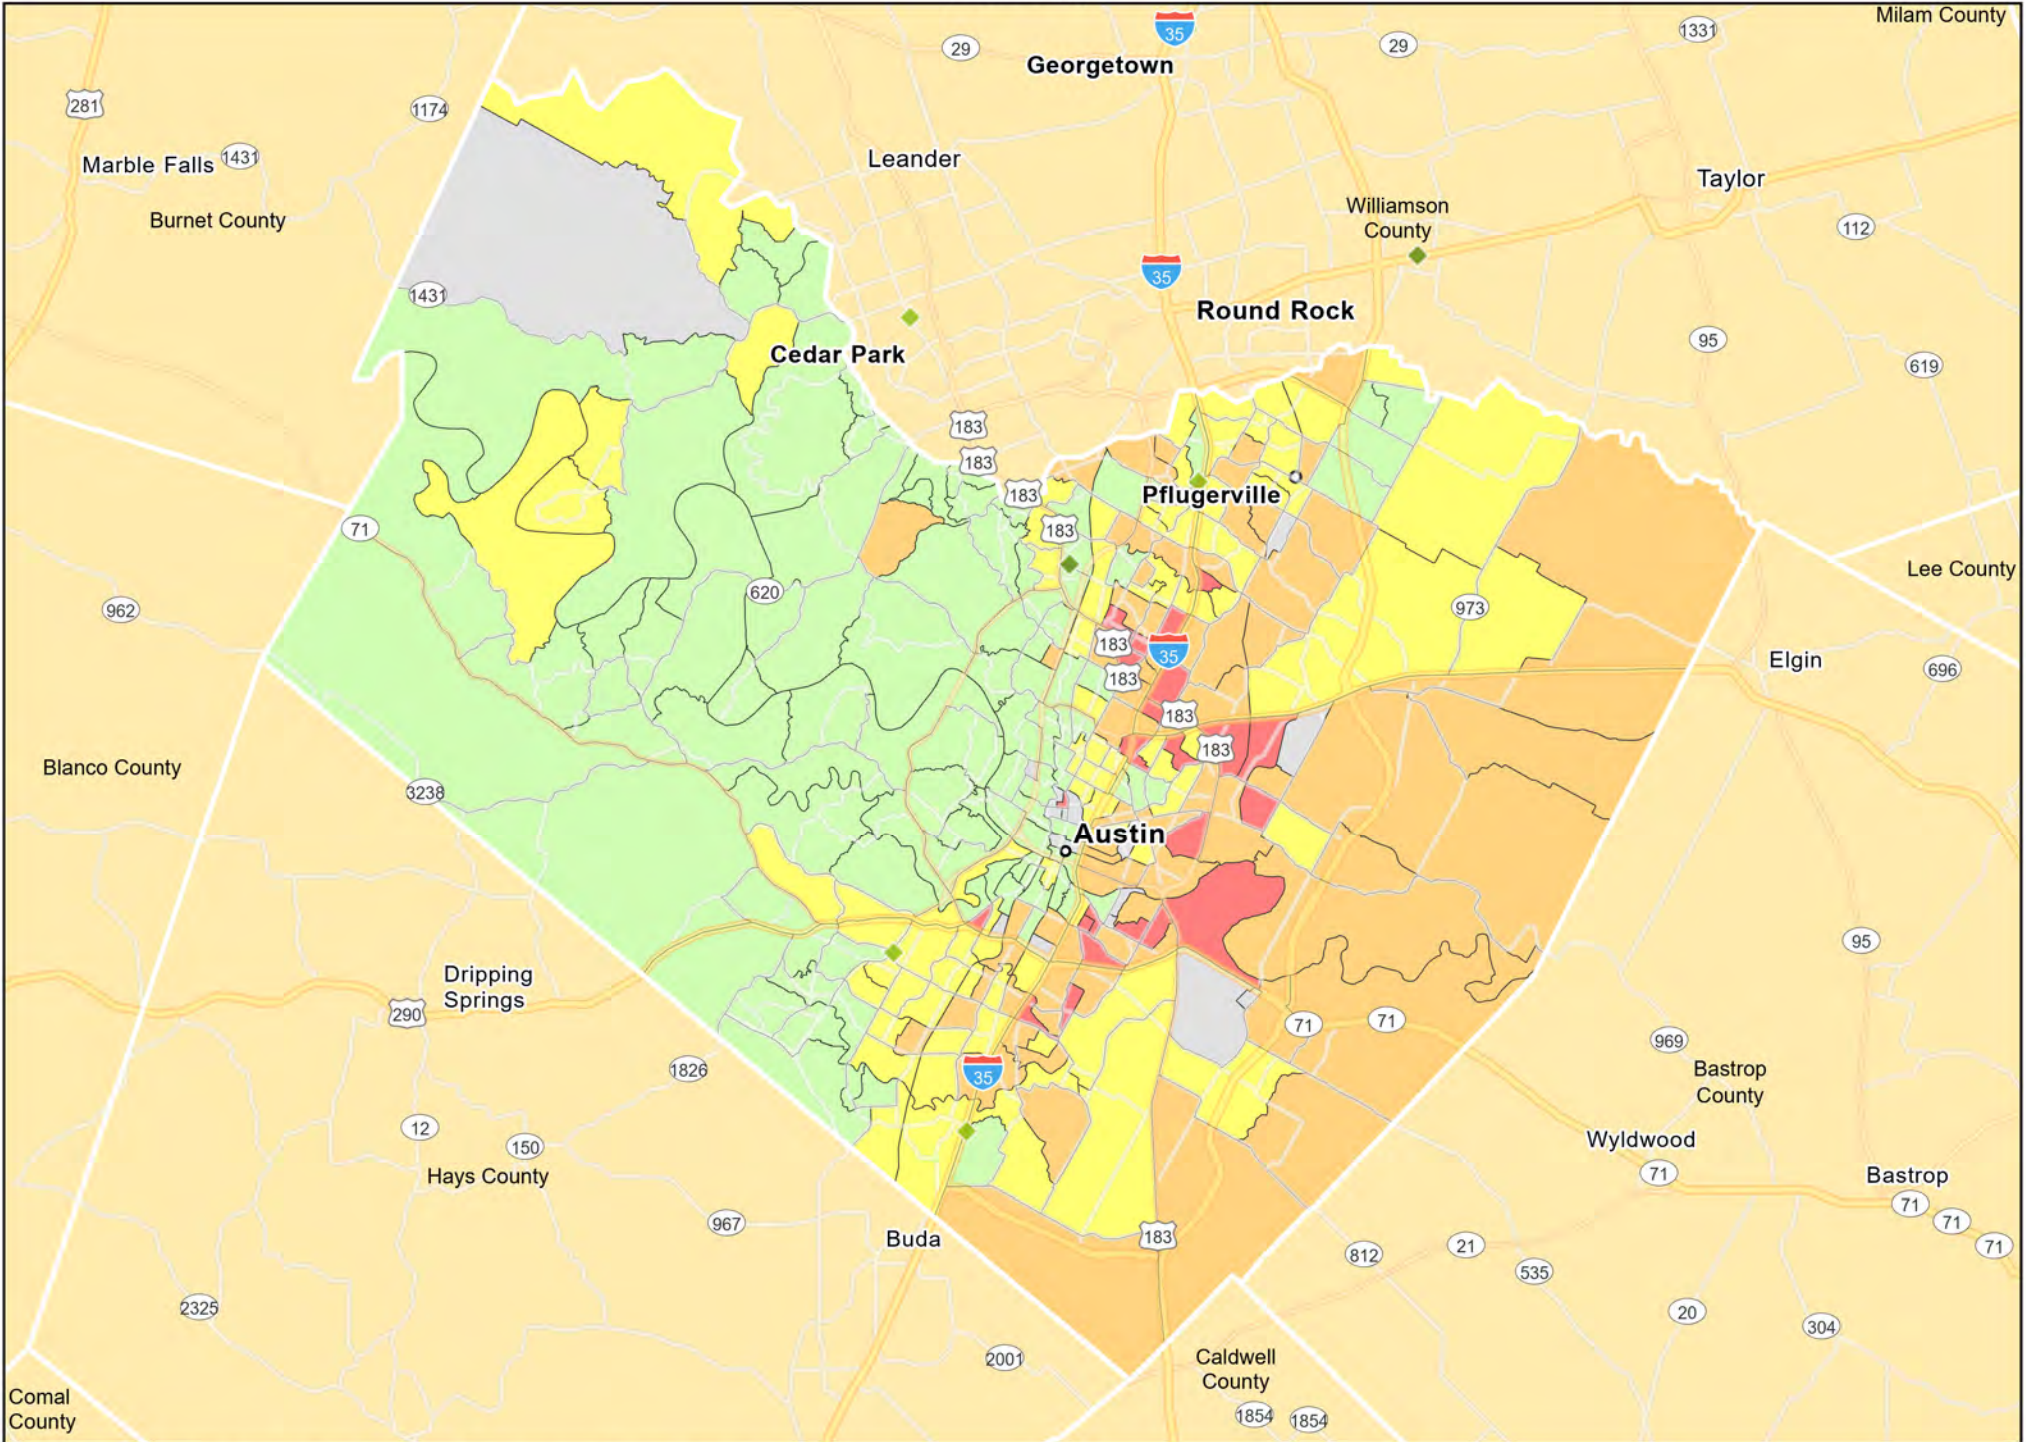 Milam County
35
29
29
1331
Georgetown
281
1174
Marble Falls
1431
Leander
Taylor
Burnet County
Williamson
County
112
35
1431
Round Rock
Cedar Park
95
619
183
183
183
Pflugerville
71
183
Lee County
620
962
973
183
35
Elgin
696
183
183
183
Blanco County
3238
Austin
95
Dripping
Springs
290
71
71
969
1826
35
Bastrop
County
12
150
Wyldwood
Hays County
71
Bastrop
71
967
71
Buda
183
812
21
71
535
2325
20
304
2001
Caldwell
County
Comal
County
1854
1854